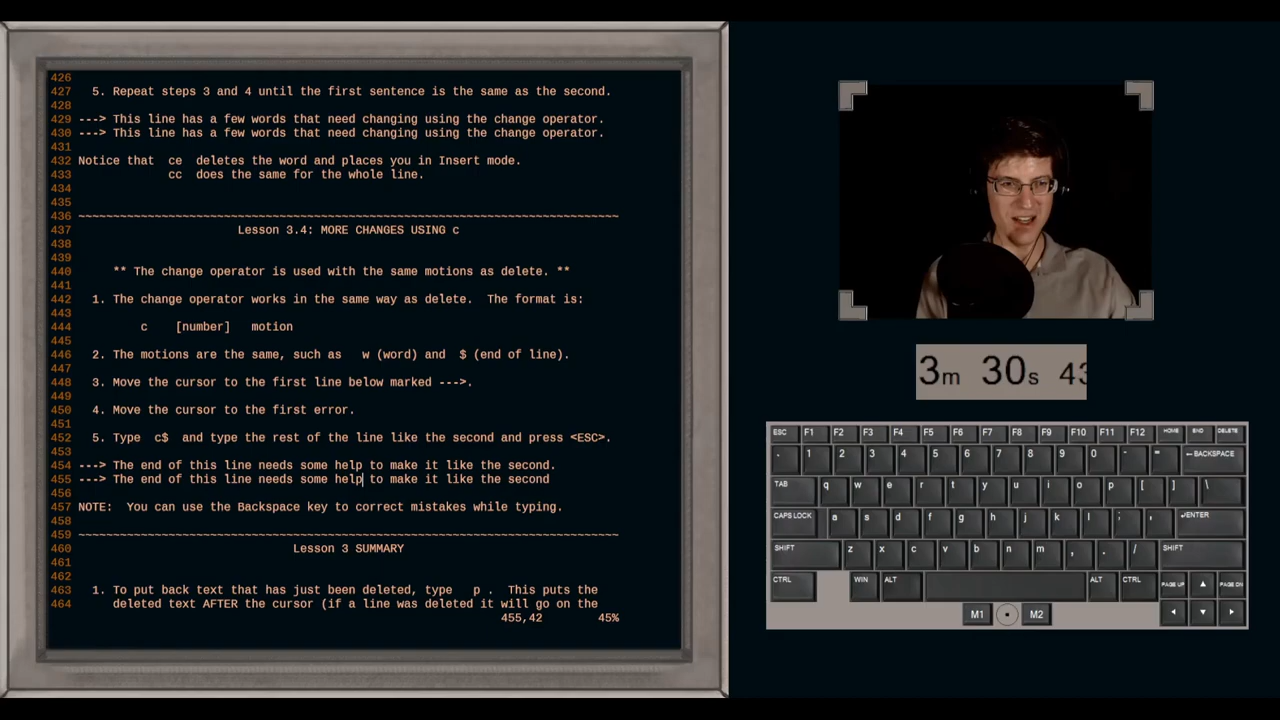 426
427   5. Repeat steps 3 and 4 until the first sentence is the same as the second.
428
429 ---> This line has a few words that need changing using the change operator.
430 ---> This line has a few words that need changing using the change operator.
431
432 Notice that  ce  deletes the word and places you in Insert mode.
433              cc  does the same for the whole line.
434
435
436 ~~~~~~~~~~~~~~~~~~~~~~~~~~~~~~~~~~~~~~~~~~~~~~~~~~~~~~~~~~~~~~~~~~~~~~~~~~~~~~
437                        Lesson 3.4: MORE CHANGES USING c
438
439
440      ** The change operator is used with the same motions as delete. **
441
442   1. The change operator works in the same way as delete.  The format is:
443
444          c    [number]   motion
445
446   2. The motions are the same, such as   w (word) and  $ (end of line).
447
448   3. Move the cursor to the first line below marked --->.
449
450   4. Move the cursor to the first error.
451
452   5. Type  c$  and type the rest of the line like the second and press <ESC>.
453
454 ---> The end of this line needs some help to make it like the second.
455 ---> The end of this line needs some help to make it like the second
456
457 NOTE:  You can use the Backspace key to correct mistakes while typing.
458
459 ~~~~~~~~~~~~~~~~~~~~~~~~~~~~~~~~~~~~~~~~~~~~~~~~~~~~~~~~~~~~~~~~~~~~~~~~~~~~~~
460                                Lesson 3 SUMMARY
461
462
463   1. To put back text that has just been deleted, type   p .  This puts the
464      deleted text AFTER the cursor (if a line was deleted it will go on the
455,42        45%
3m 30s 43
ESC F1 F2 F3 F4 F5 F6 F7 F8 F9 F10 F11 F12 HOME END DELETE
` 1 2 3 4 5 6 7 8 9 0 - = ←BACKSPACE
TAB q w e r t y u i o p [ ] \
CAPS LOCK a s d f g h j k l ; ' ↵ENTER
SHIFT z x c v b n m , . / SHIFT
CTRL WIN ALT ALT CTRL PAGE UP ▲ PAGE DN
M1 M2 ◄ ▼ ►